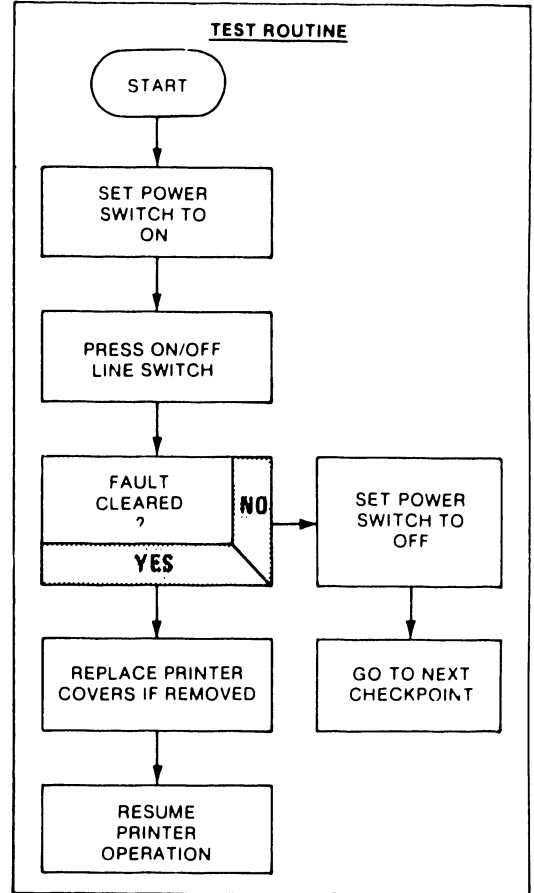 TEST ROUTINE
START
SET POWER
SWITCH TO
ON
PRESS ON/OFF
LINE SWITCH
FAULT
CLEARED
?
NO
YES
SET POWER
SWITCH TO
OFF
REPLACE PRINTER
COVERS IF REMOVED
GO TO NEXT
CHECKPOINT
RESUME
PRINTER
OPERATION